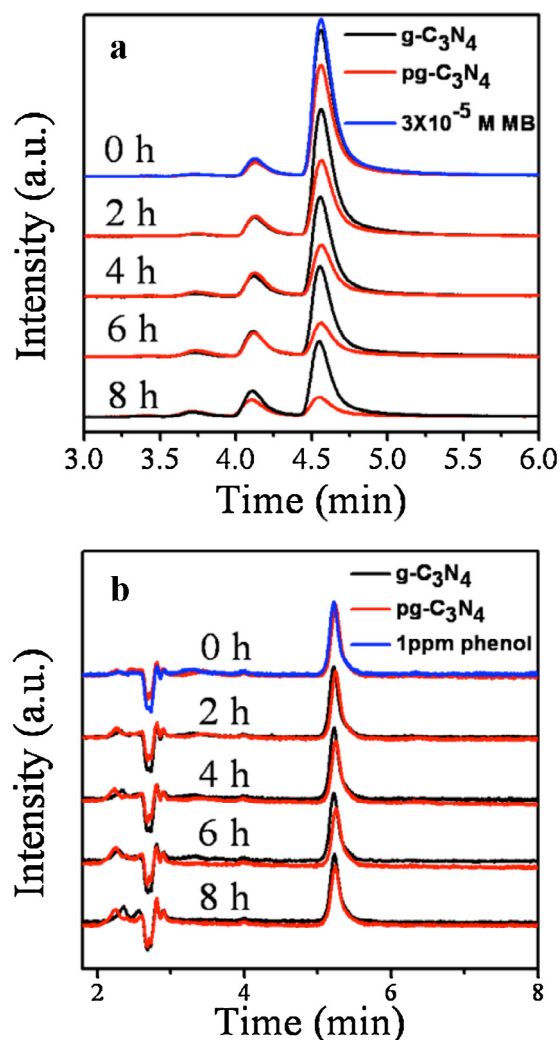 a
g-C₃N₄
pg-C₃N₄
3X10⁻⁵ M MB
0 h
2 h
4 h
6 h
8 h
Intensity (a.u.)
3.0 3.5 4.0 4.5 5.0 5.5 6.0
Time (min)
b
g-C₃N₄
pg-C₃N₄
1ppm phenol
0 h
2 h
4 h
6 h
8 h
Intensity (a.u.)
2 4 6 8
Time (min)